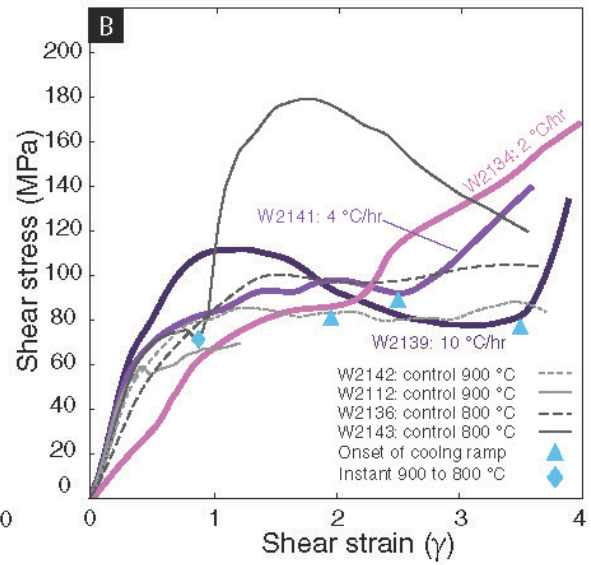 B
200
180
160
140
120
100
80
60
40
20
0
Shear stress (MPa)
W2134: 2 °C/hr
W2141: 4 °C/hr
W2139: 10 °C/hr
W2142: control 900 °C
W2112: control 900 °C
W2136: control 800 °C
W2143: control 800 °C
Onset of coolng ramp
Instant 900 to 800 °C
0
0 1 2 3 4
Shear strain (γ)